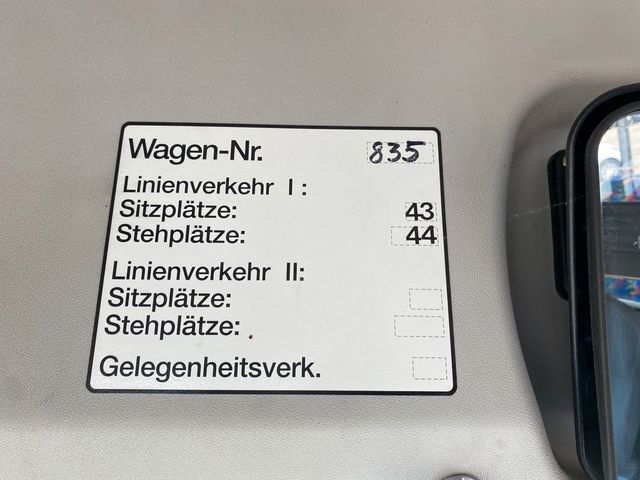 Wagen-Nr. 835
Linienverkehr I:
Sitzplätze: 43
Stehplätze: 44
Linienverkehr II:
Sitzplätze:
Stehplätze:
Gelegenheitsverk.